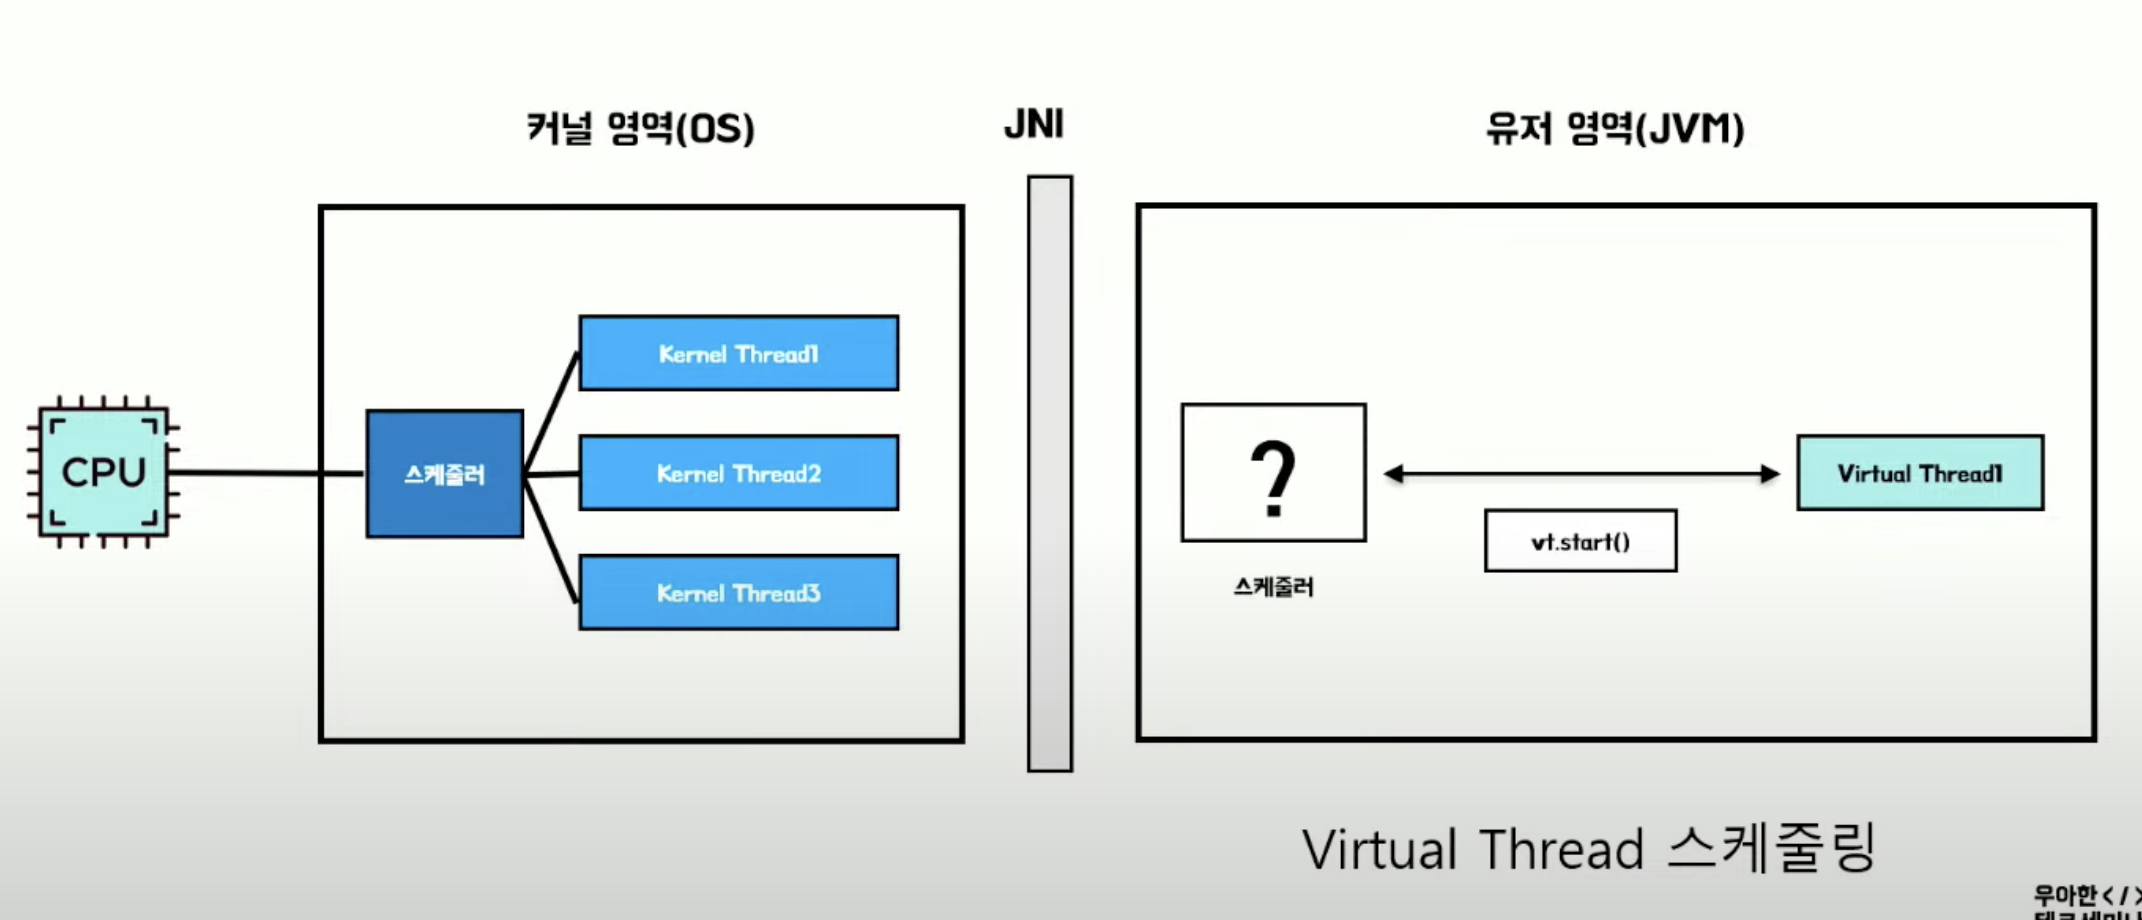 커널 영역(OS)
JNI
유저 영역(JVM)
CPU
스케줄러
Kernel Thread1
Kernel Thread2
Kernel Thread3
?
스케줄러
vt.start()
Virtual Thread1
Virtual Thread 스케줄링
우아한</>